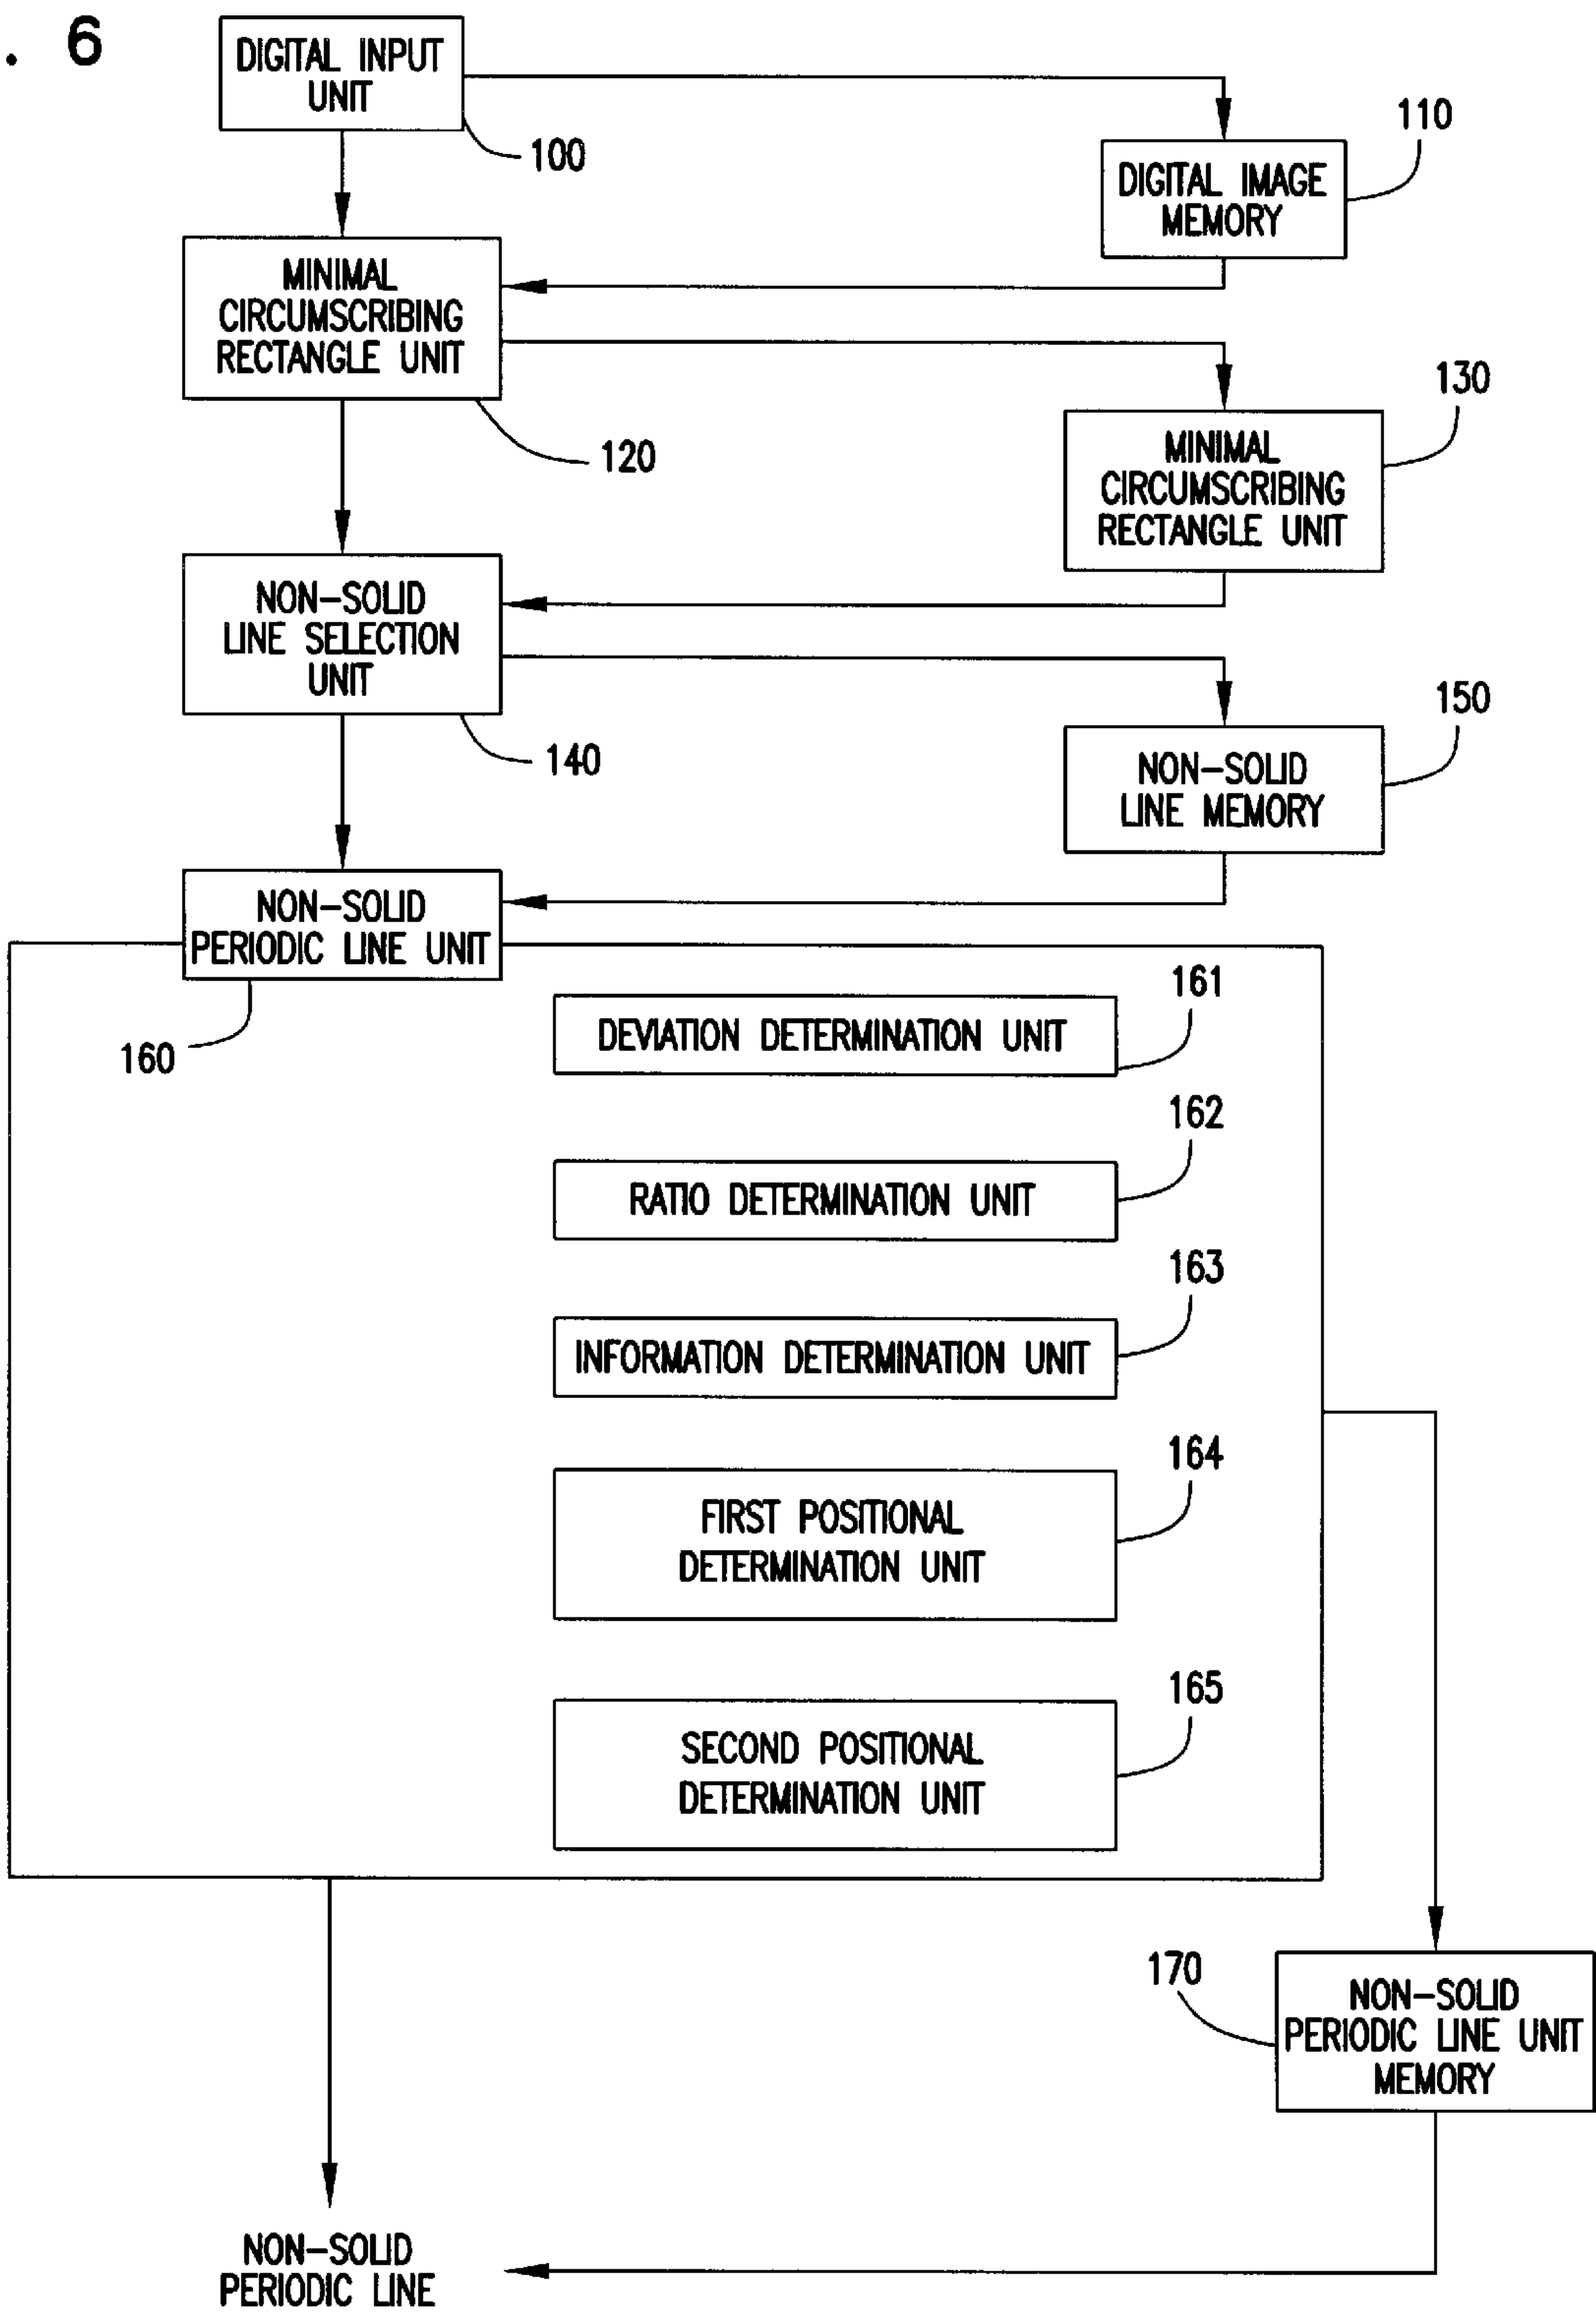 . 6
DIGITAL INPUT
UNIT
100
110
DIGITAL IMAGE
MEMORY
MINIMAL
CIRCUMSCRIBING
RECTANGLE UNIT
120
130
MINIMAL
CIRCUMSCRIBING
RECTANGLE UNIT
NON-SOLID
LINE SELECTION
UNIT
140
150
NON-SOLID
LINE MEMORY
NON-SOLID
PERIODIC LINE UNIT
160
161
DEVIATION DETERMINATION UNIT
162
RATIO DETERMINATION UNIT
163
INFORMATION DETERMINATION UNIT
164
FIRST POSITIONAL
DETERMINATION UNIT
165
SECOND POSITIONAL
DETERMINATION UNIT
170
NON-SOLID
PERIODIC LINE UNIT
MEMORY
NON-SOLID
PERIODIC LINE